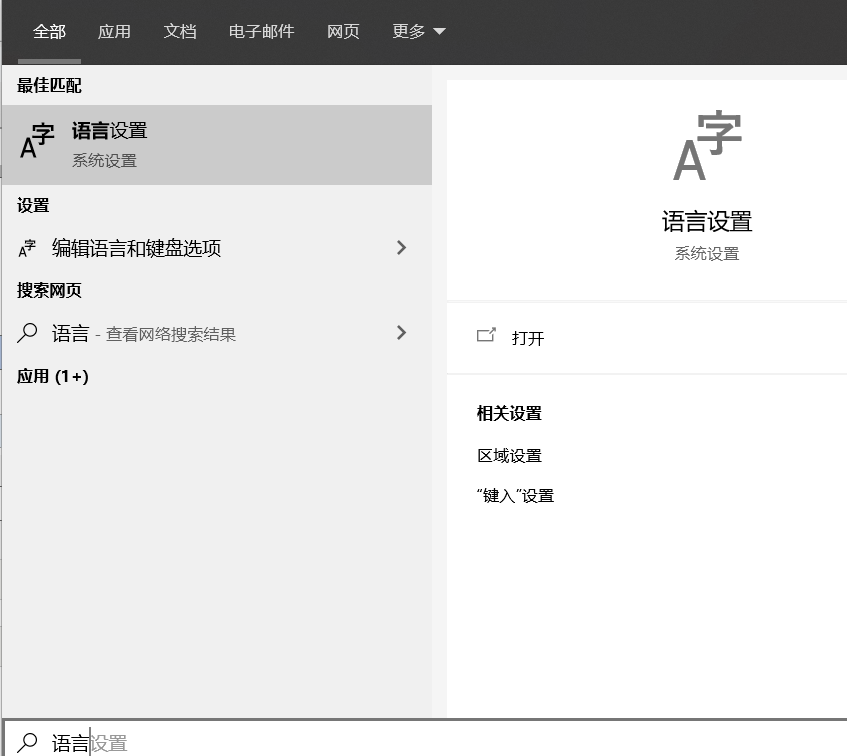 全部 应用 文档 电子邮件 网页 更多
最佳匹配
A字 语言设置
系统设置
设置
A字 编辑语言和键盘选项
搜索网页
语言 - 查看网络搜索结果
应用 (1+)
A字
语言设置
系统设置
打开
相关设置
区域设置
“键入”设置
语言设置